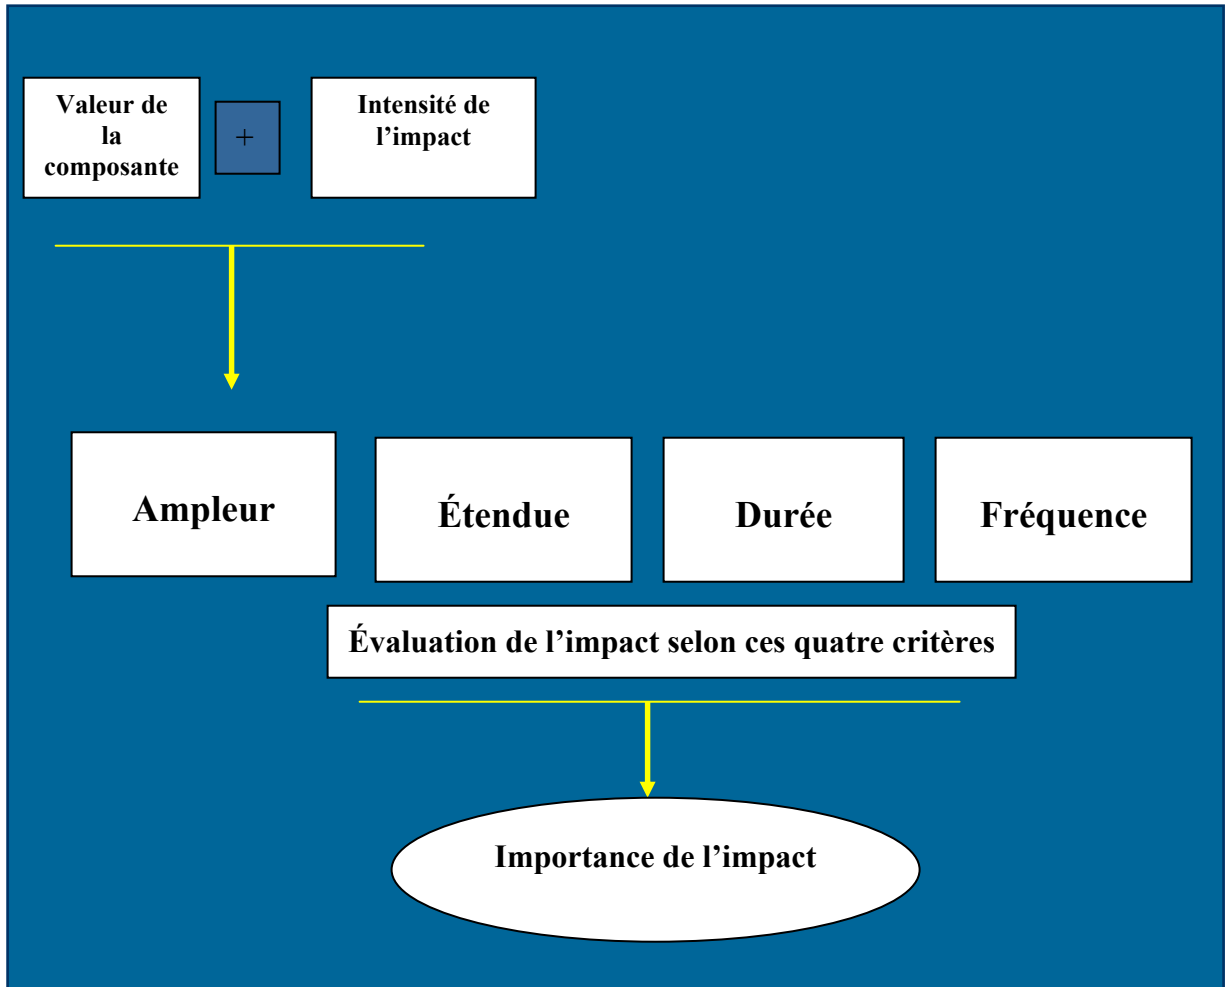 Valeur de
la
composante
+
Intensité de
l’impact
Ampleur
Étendue
Durée
Fréquence
Évaluation de l’impact selon ces quatre critères
Importance de l’impact